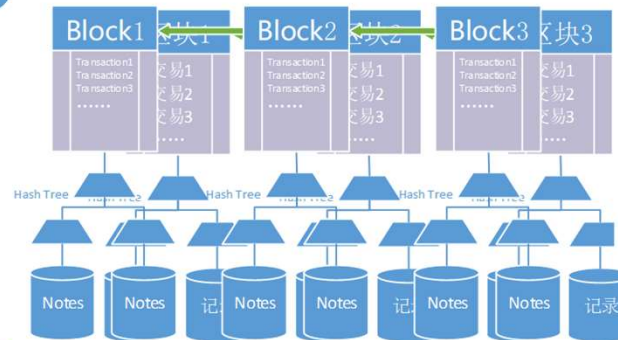 Block1
区块1
Block2
区块2
Block3
区块3
Transaction1
Transaction2
Transaction3
......
交易1
交易2
交易3
......
Transaction1
Transaction2
Transaction3
......
交易1
交易2
交易3
......
Transaction1
Transaction2
Transaction3
......
交易1
交易2
交易3
......
Hash Tree
Hash Tree
Hash Tree
Notes
Notes
记
Notes
Notes
记
Notes
Notes
记录